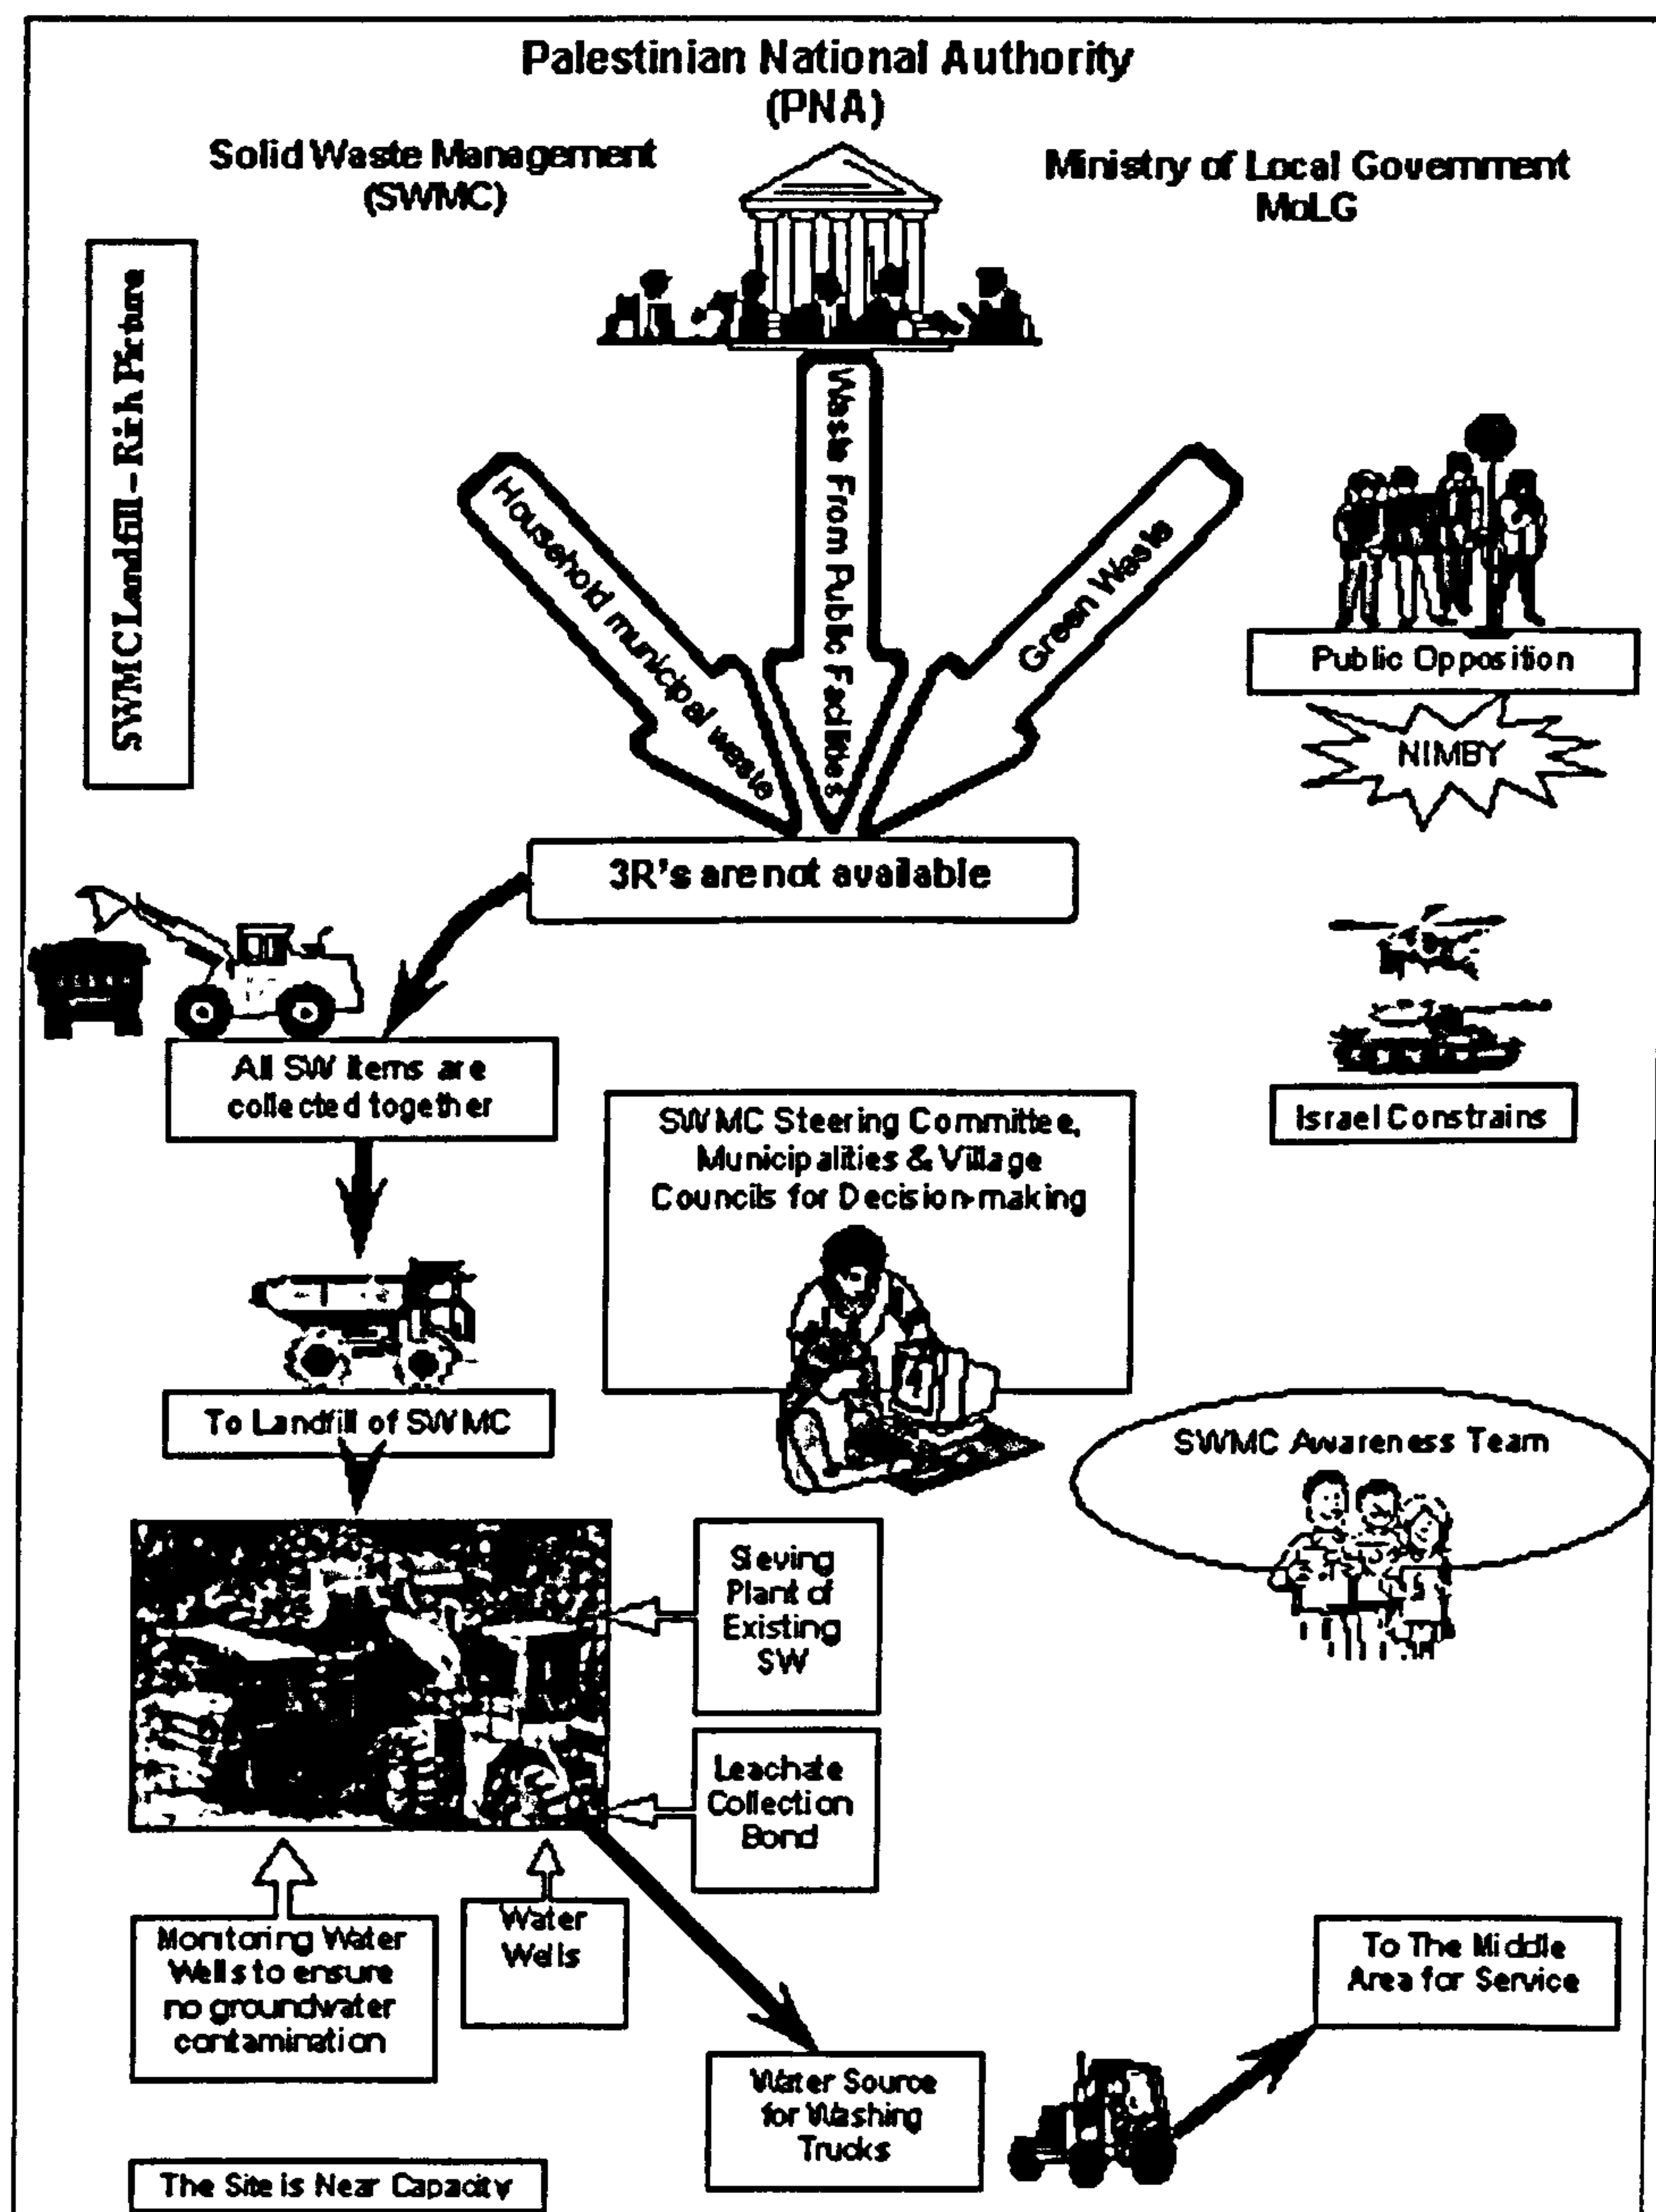 Palestinian National Authority
(PNA)
Solid Waste Management
(SWMC)
Ministry of Local Government
MoLG
SWMC Landfill – Rich Picture
Household municipal waste
Waste From Public Facilities
Green Waste
Public Opposition
NIMBY
3R's are not available
All SW items are
collected together
Israel Constrains
SWMC Steering Committee,
Municipalities & Village
Councils for Decision-making
To Landfill of SWMC
SWMC Awareness Team
Sieving
Plant of
Existing
SW
Leachate
Collection
Bond
Monitoring Water
Wells to ensure
no groundwater
contamination
Water
Wells
To The Middle
Area for Service
Water Source
for Washing
Trucks
The Site is Near Capacity